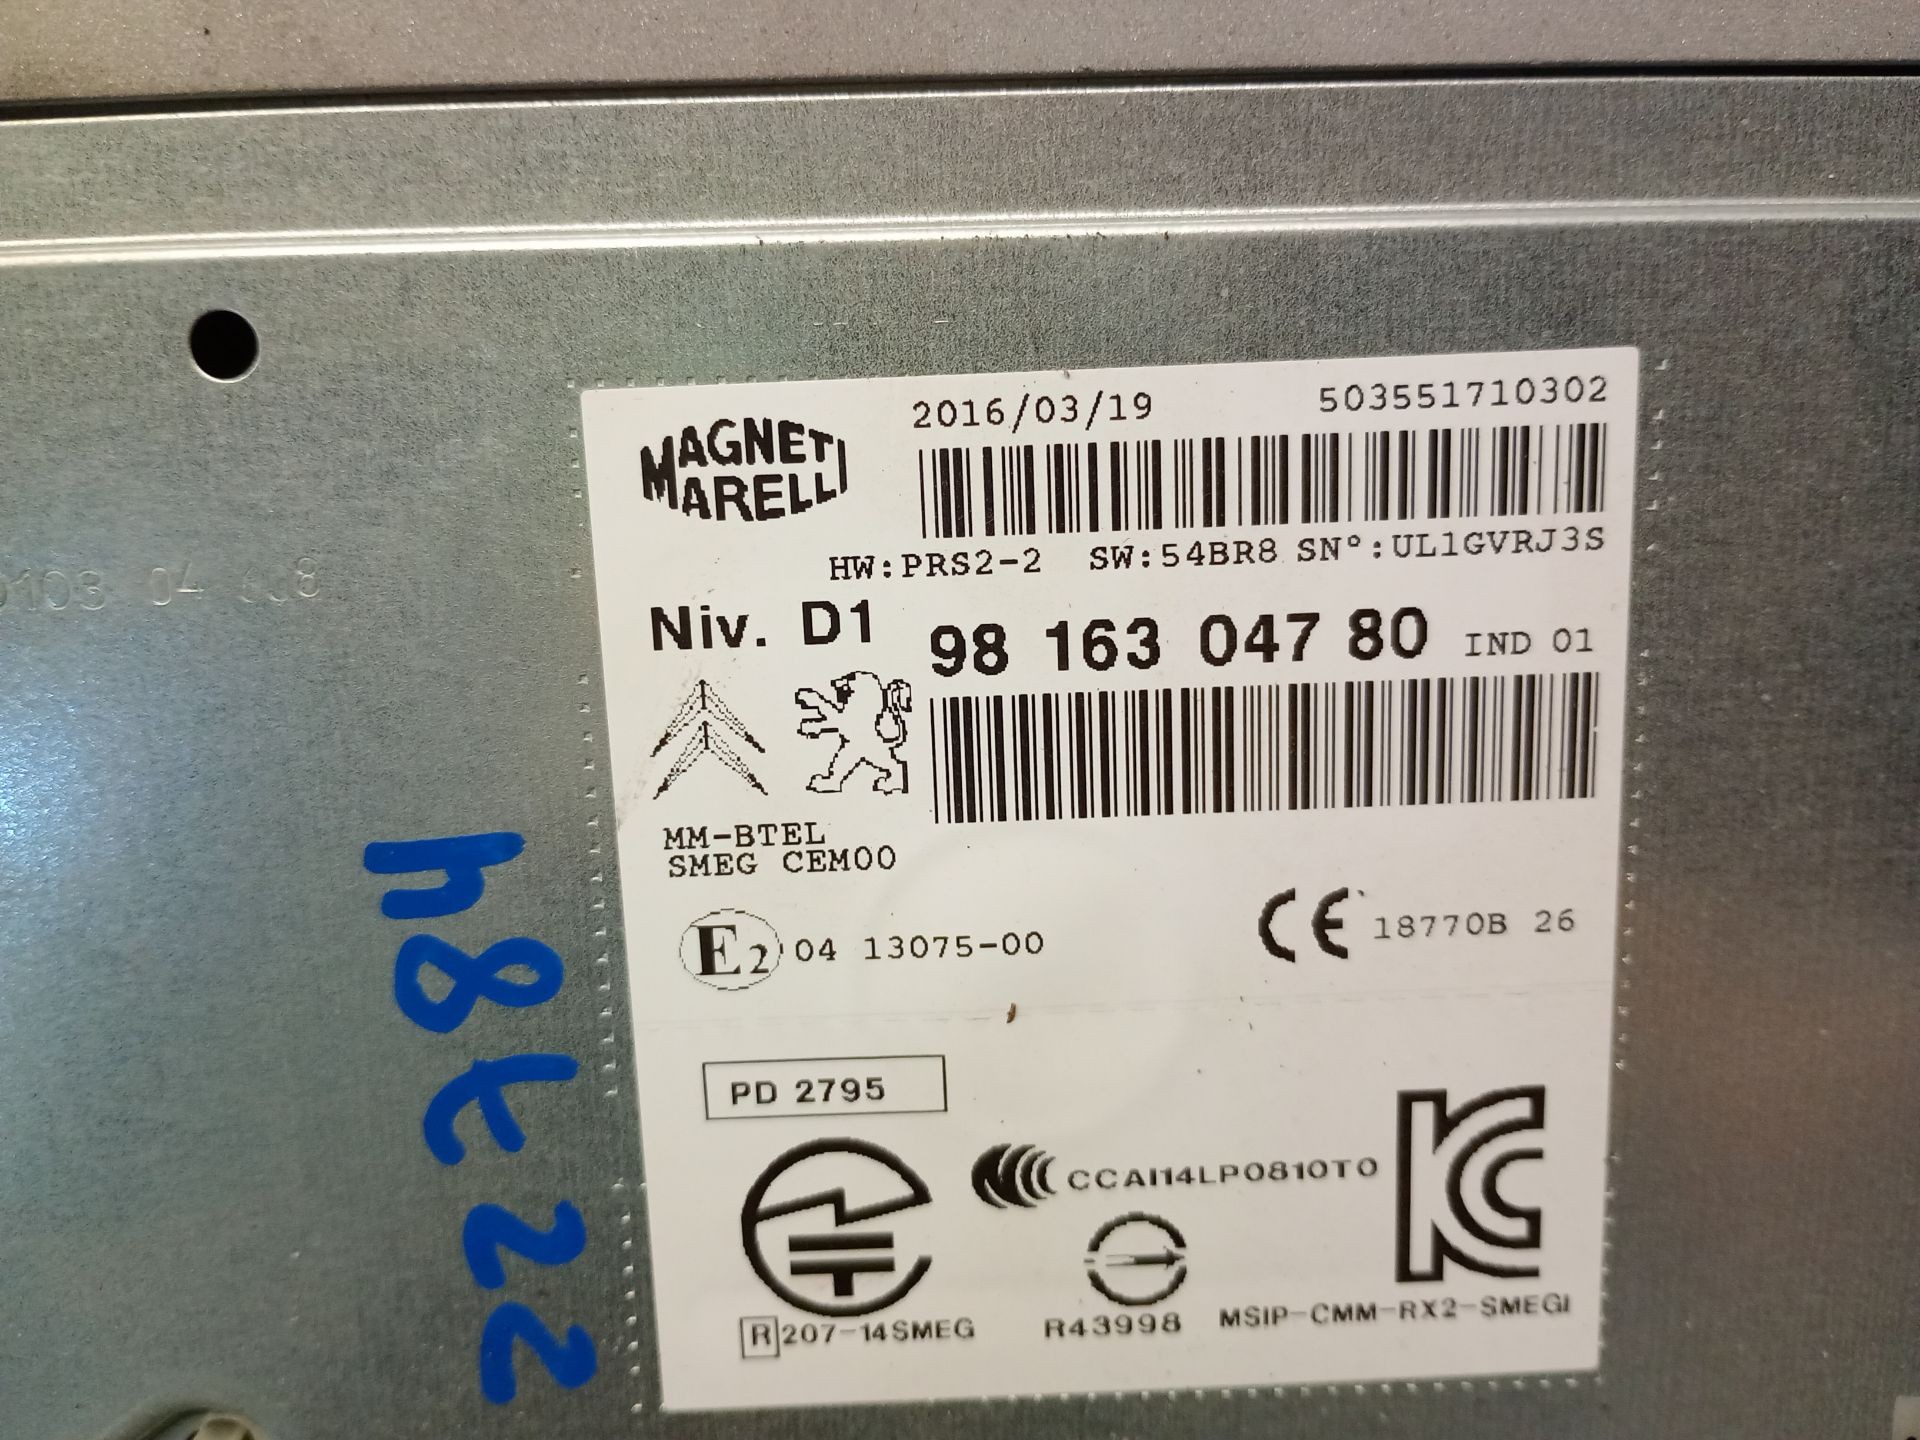 MAGNETI
MARELLI
2016/03/19
503551710302
HW:PRS2-2 SW:54BR8 SN°:UL1GVRJ3S
Niv. D1
98 163 047 80 IND 01
MM-BTEL
SMEG CEM00
E2 04 13075-00
CE 18770B 26
PD 2795
CCAI14LP0810T0
R 207-14SMEG
R43998
MSIP-CMM-RX2-SMEG1